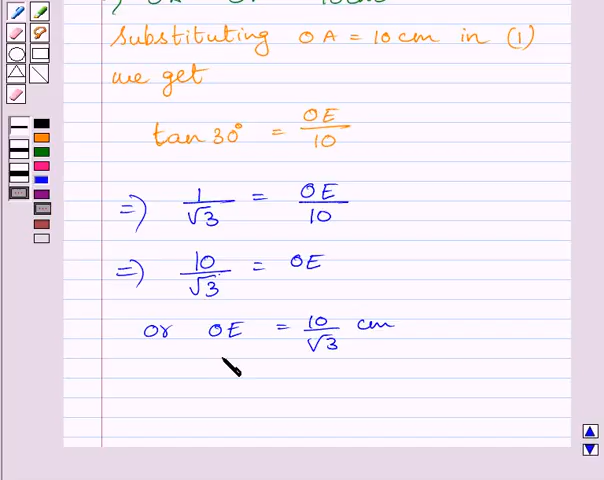 Substituting OA = 10 cm in (1)
we get
tan 30° = OE/10
=> 1/√3 = OE/10
=> 10/√3 = OE
or OE = 10/√3 cm